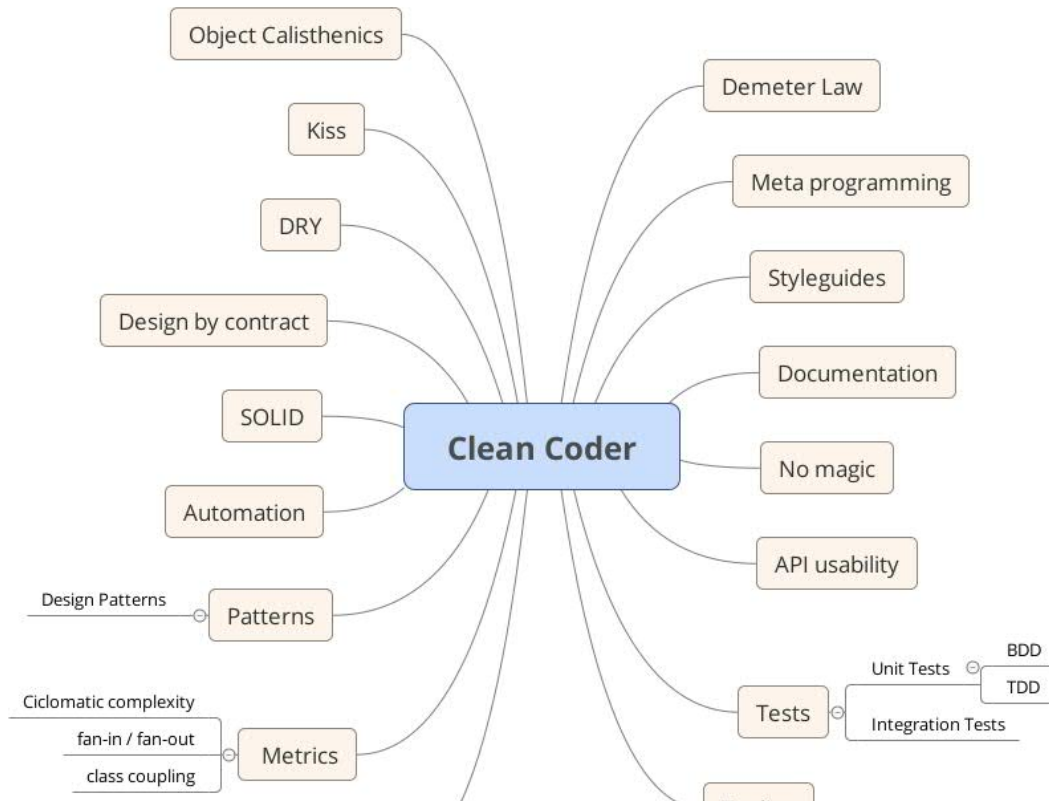 Object Calisthenics
Kiss
DRY
Design by contract
SOLID
Automation
Design Patterns
Patterns
Ciclomatic complexity
fan-in / fan-out
class coupling
Metrics
Clean Coder
Demeter Law
Meta programming
Styleguides
Documentation
No magic
API usability
Tests
Unit Tests
BDD
TDD
Integration Tests